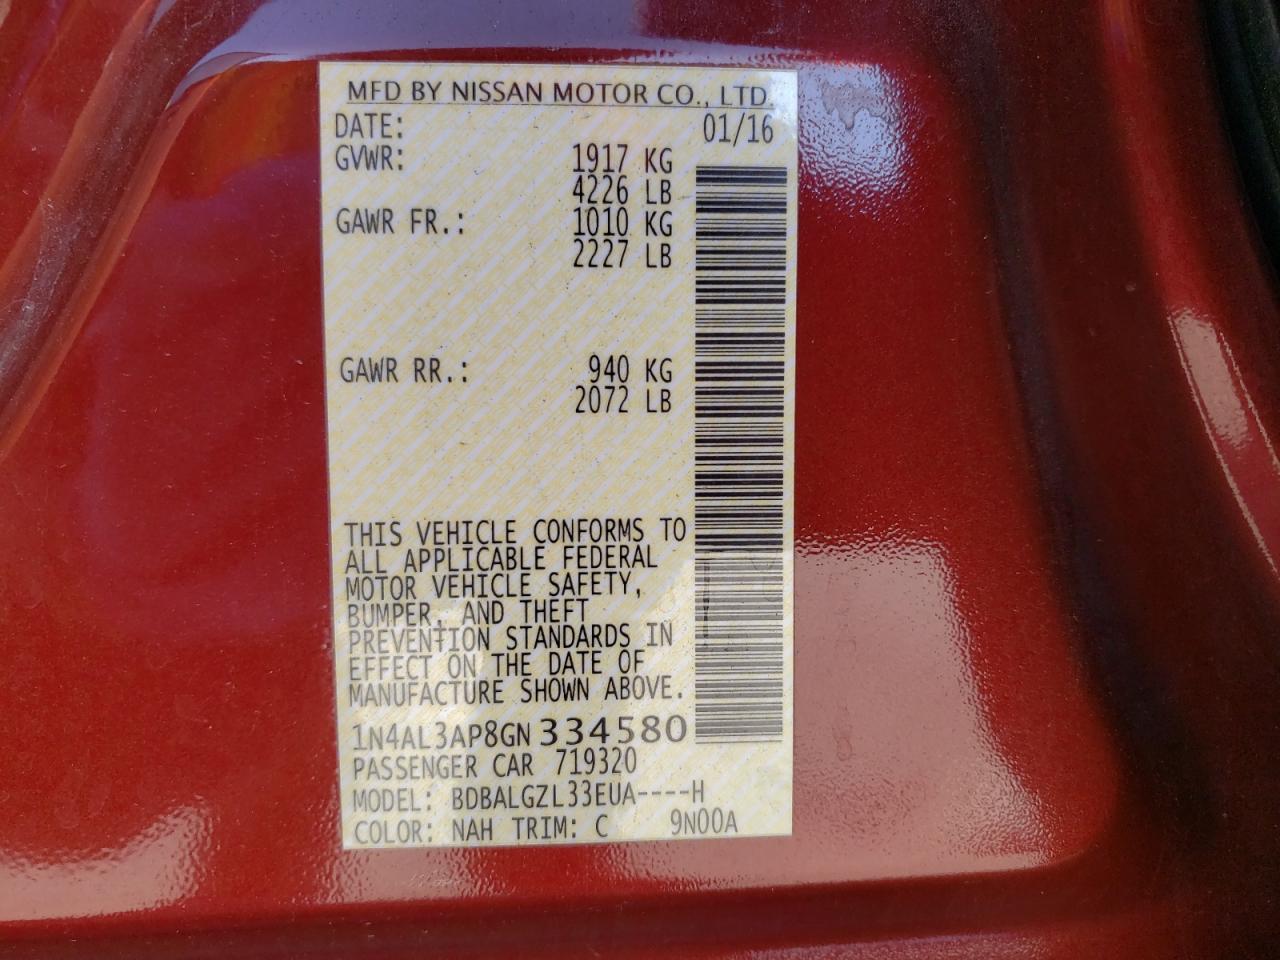 MFD BY NISSAN MOTOR CO., LTD.
DATE: 01/16
GVWR: 1917 KG
4226 LB
GAWR FR.: 1010 KG
2227 LB
GAWR RR.: 940 KG
2072 LB
THIS VEHICLE CONFORMS TO
ALL APPLICABLE FEDERAL
MOTOR VEHICLE SAFETY,
BUMPER, AND THEFT
PREVENTION STANDARDS IN
EFFECT ON THE DATE OF
MANUFACTURE SHOWN ABOVE.
1N4AL3AP8GN334580
PASSENGER CAR 719320
MODEL: BDBALGZL33EUA----H
COLOR: NAH TRIM: C 9N00A